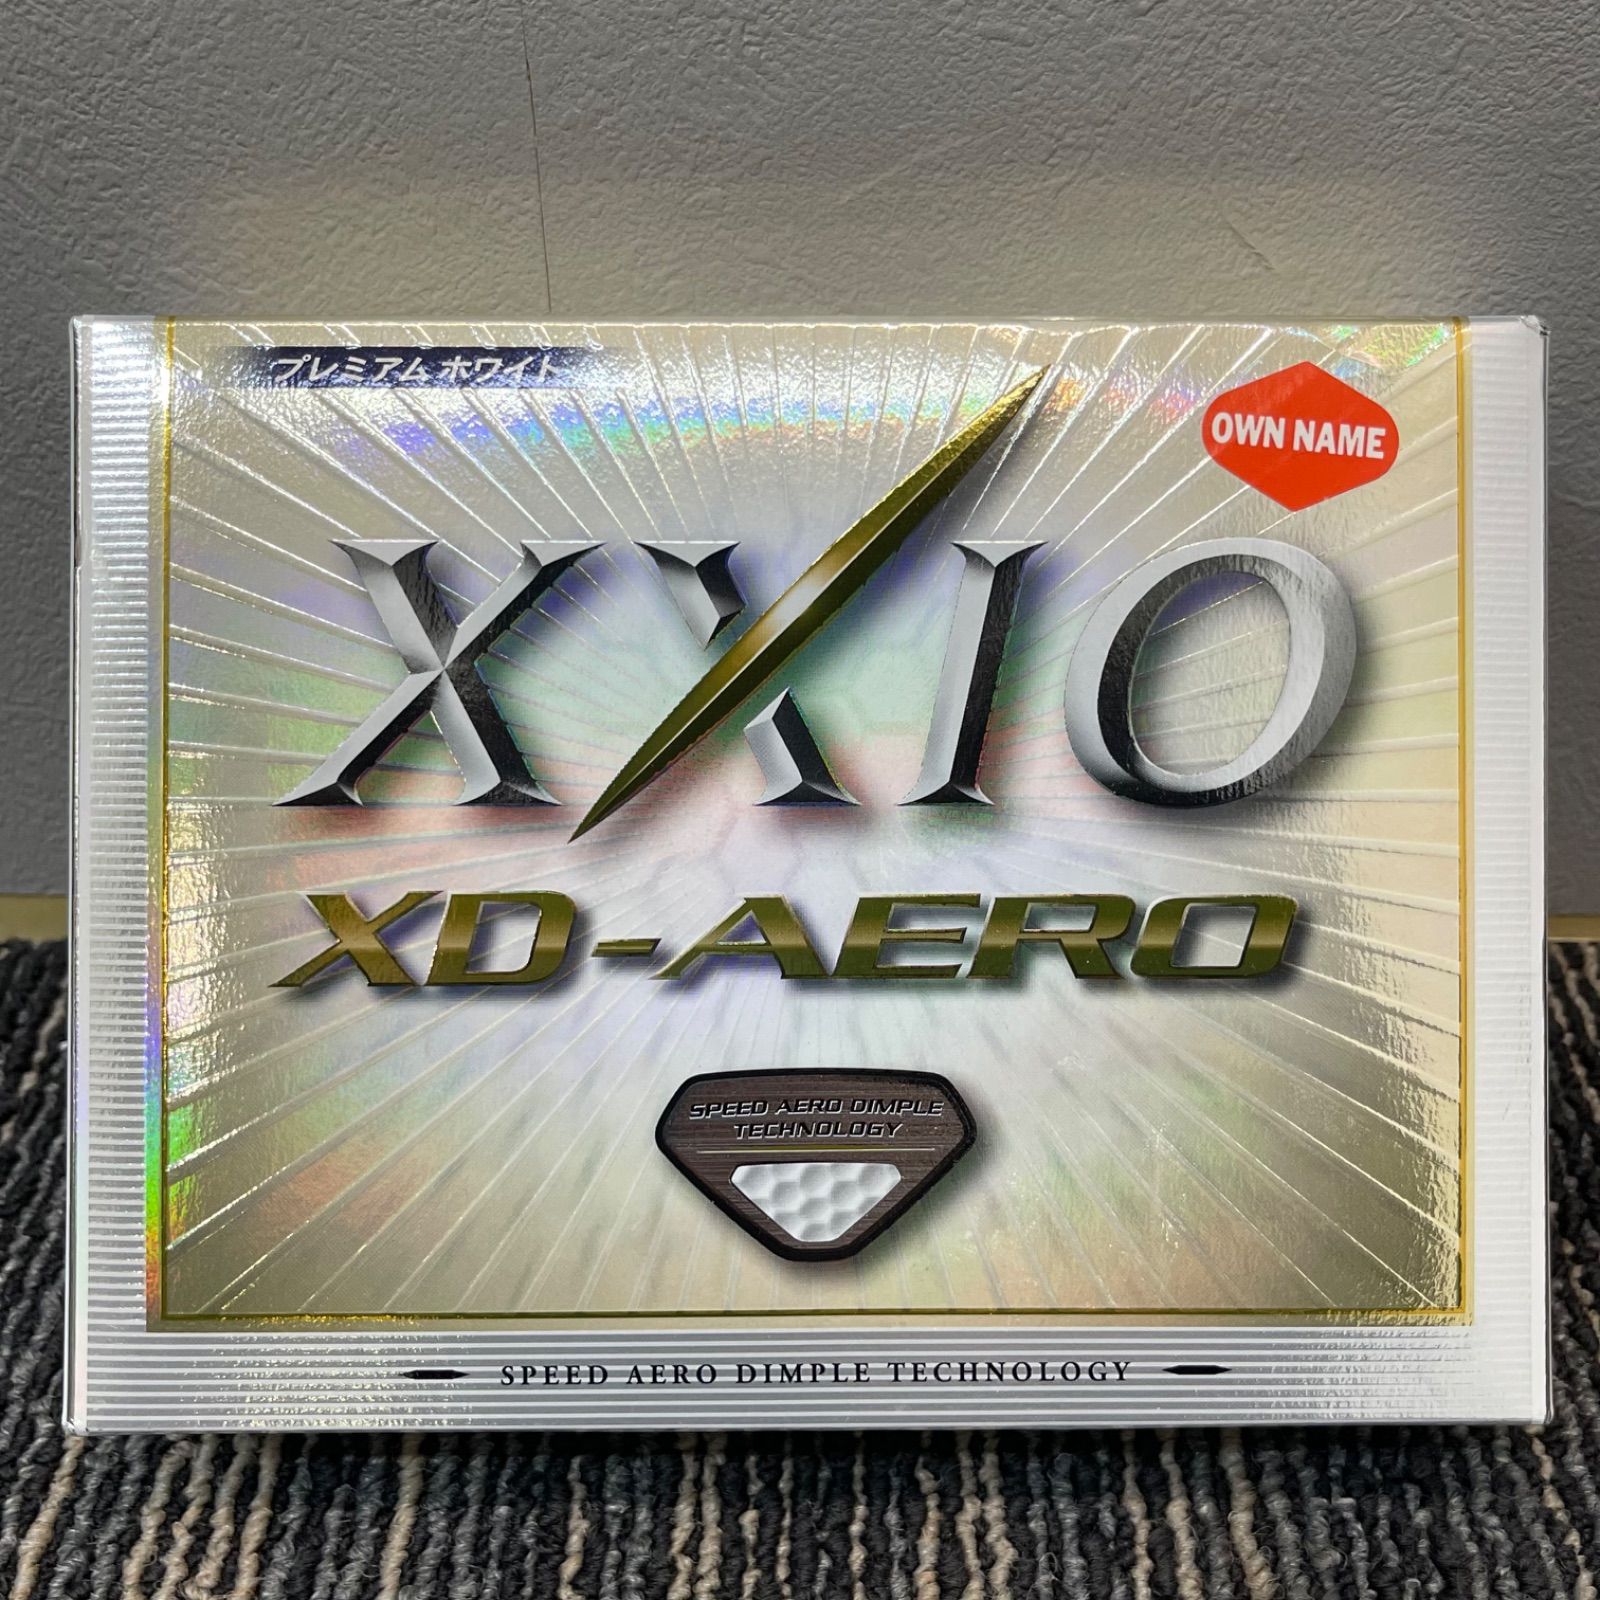 プレミアム ホワイト
OWN NAME
XXIO
XD-AERO
SPEED AERO DIMPLE
TECHNOLOGY
SPEED AERO DIMPLE TECHNOLOGY